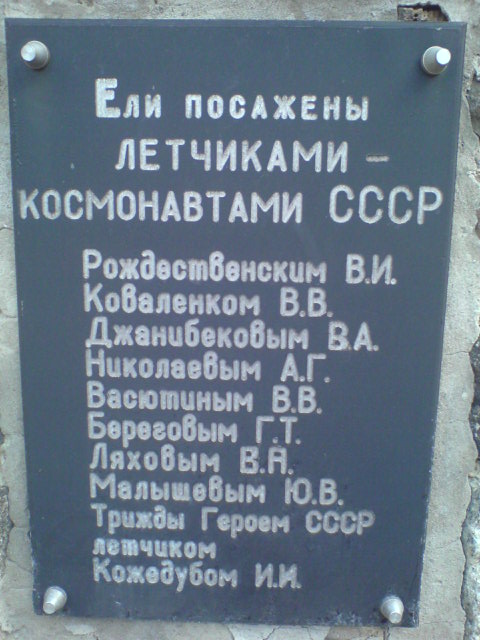 Ели посажены
летчиками –
космонавтами СССР
Рождественским В.И.
Коваленком В.В.
Джанибековым В.А.
Николаевым А.Г.
Васютиным В.В.
Береговым Г.Т.
Ляховым В.А.
Малышевым Ю.В.
Трижды Героем СССР
летчиком
Кожедубом И.И.